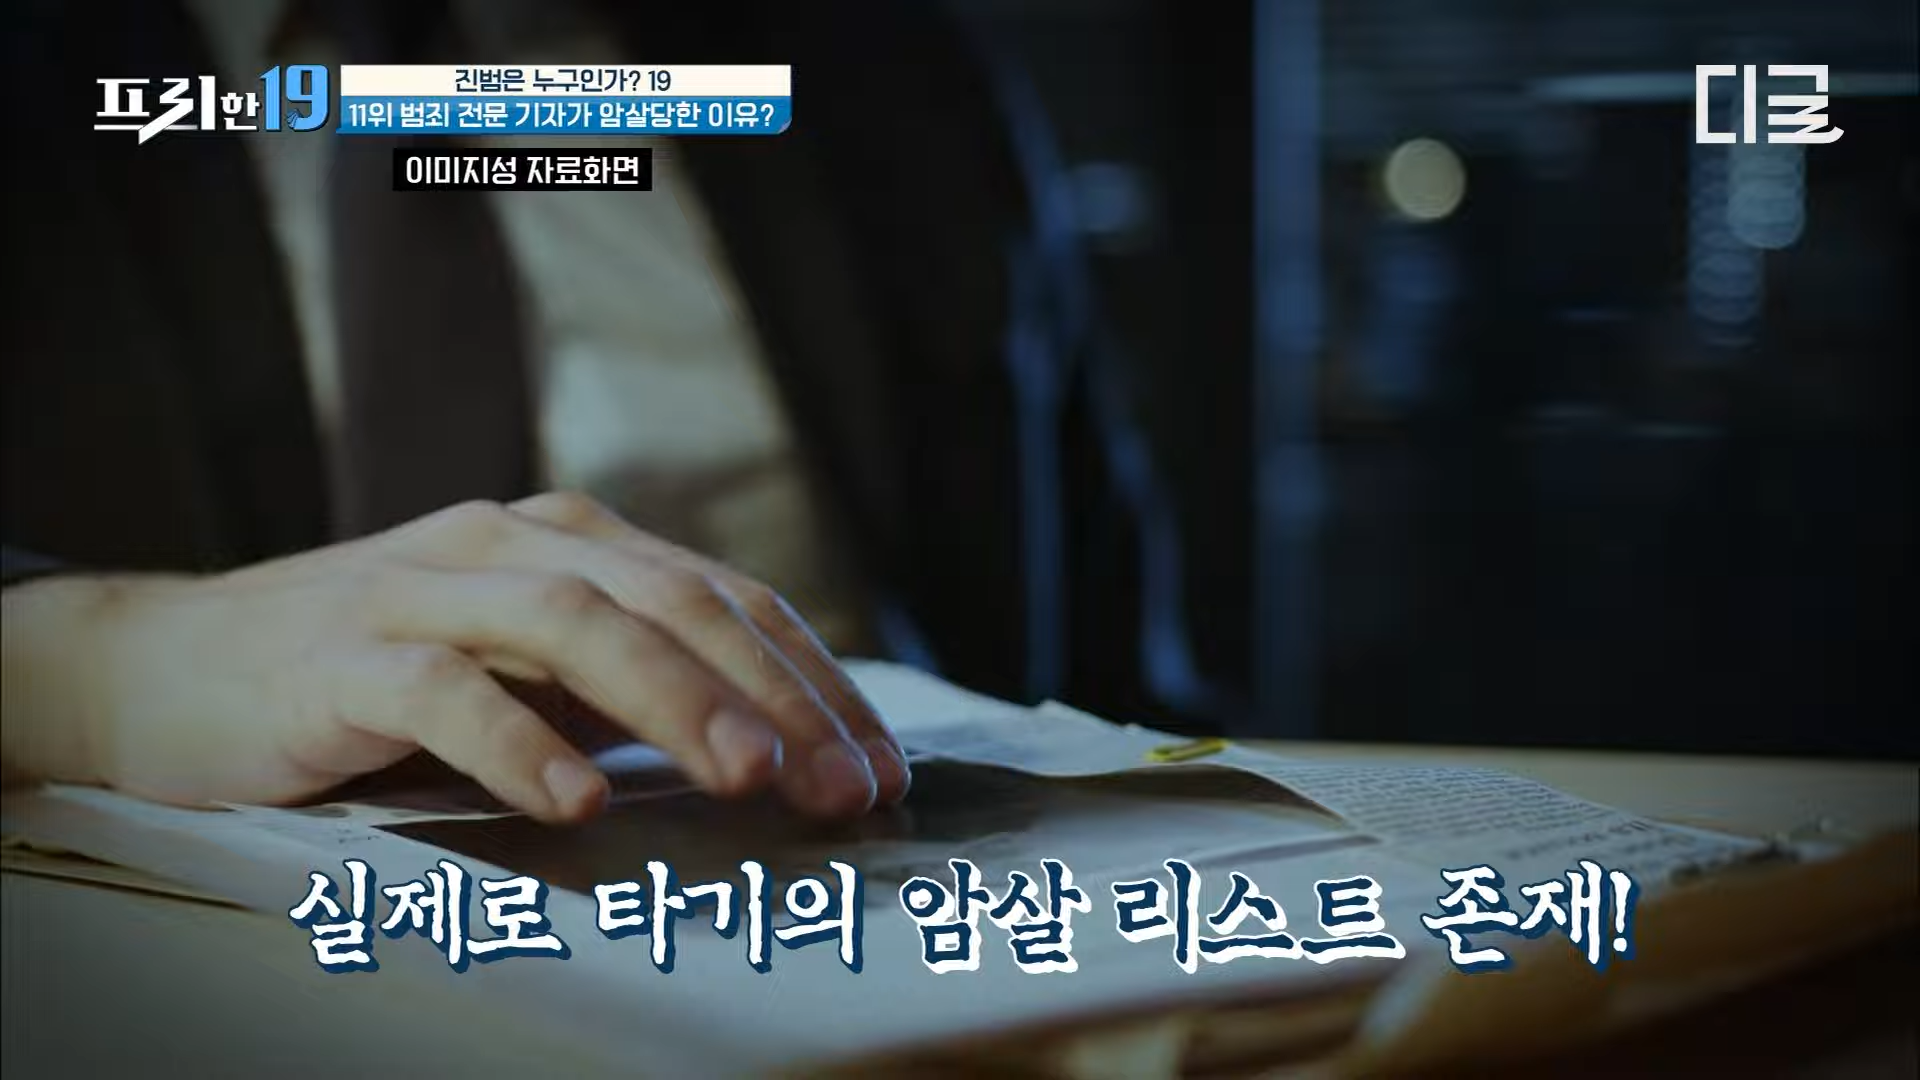 프리한19
진범은 누구인가? 19
11위 범죄 전문 기자가 암살당한 이유?
이미지성 자료화면
디글
실제로 타기의 암살 리스트 존재!